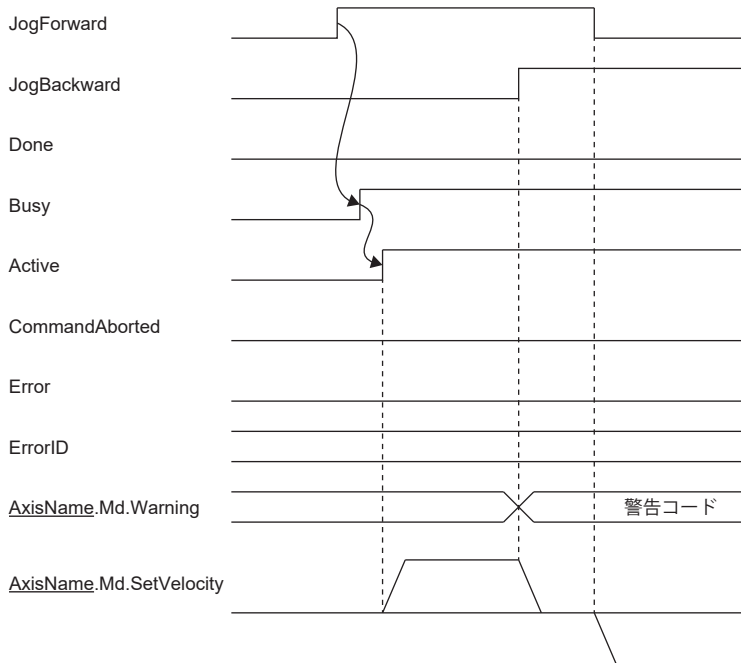 JogForward
JogBackward
Done
Busy
Active
CommandAborted
Error
ErrorID
AxisName.Md.Warning
警告コード
AxisName.Md.SetVelocity